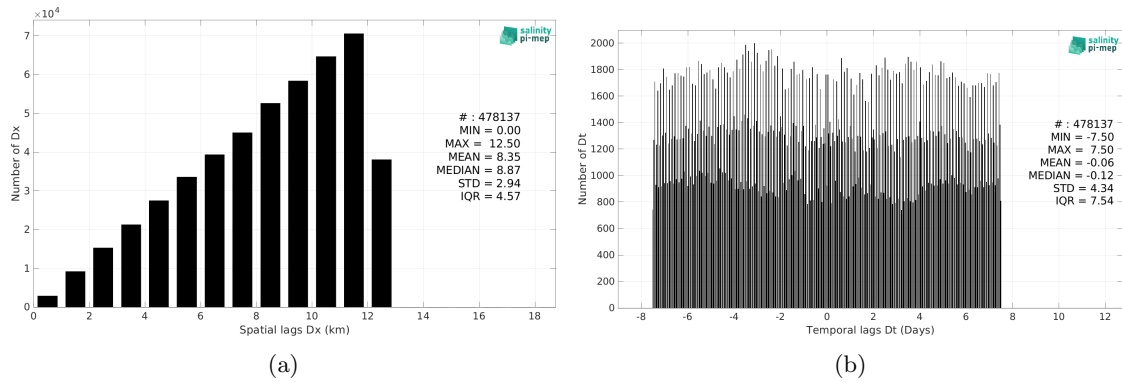 ×10⁴
7
6
5
4
3
2
1
0
Number of Dx
0 2 4 6 8 10 12 14 16 18
Spatial lags Dx (km)
salinity
pi-mep
# : 478137
MIN = 0.00
MAX = 12.50
MEAN = 8.35
MEDIAN = 8.87
STD = 2.94
IQR = 4.57
(a)
2000
1800
1600
1400
1200
1000
800
600
400
200
0
Number of Dt
-8 -6 -4 -2 0 2 4 6 8 10 12
Temporal lags Dt (Days)
salinity
pi-mep
# : 478137
MIN = -7.50
MAX = 7.50
MEAN = -0.06
MEDIAN = -0.12
STD = 4.34
IQR = 7.54
(b)